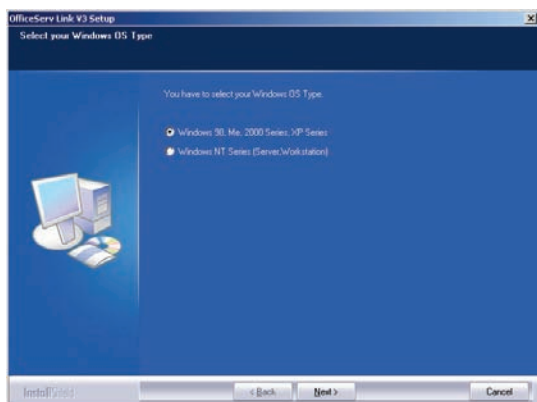 OfficeServ Link V3 Setup
Select your Windows OS Type
You have to select your Windows OS Type.
Windows 98, Me, 2000 Series, XP Series
Windows NT Series (Server,Workstation)
InstallShield
< Back
Next >
Cancel